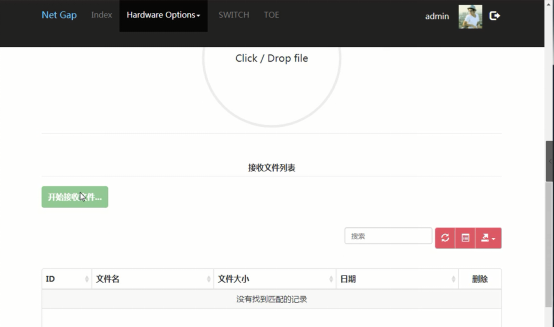 Net Gap Index Hardware Options SWITCH TOE admin
Click / Drop file
接收文件列表
开始接收文件...
搜索
ID 文件名 文件大小 日期 删除
没有找到匹配的记录